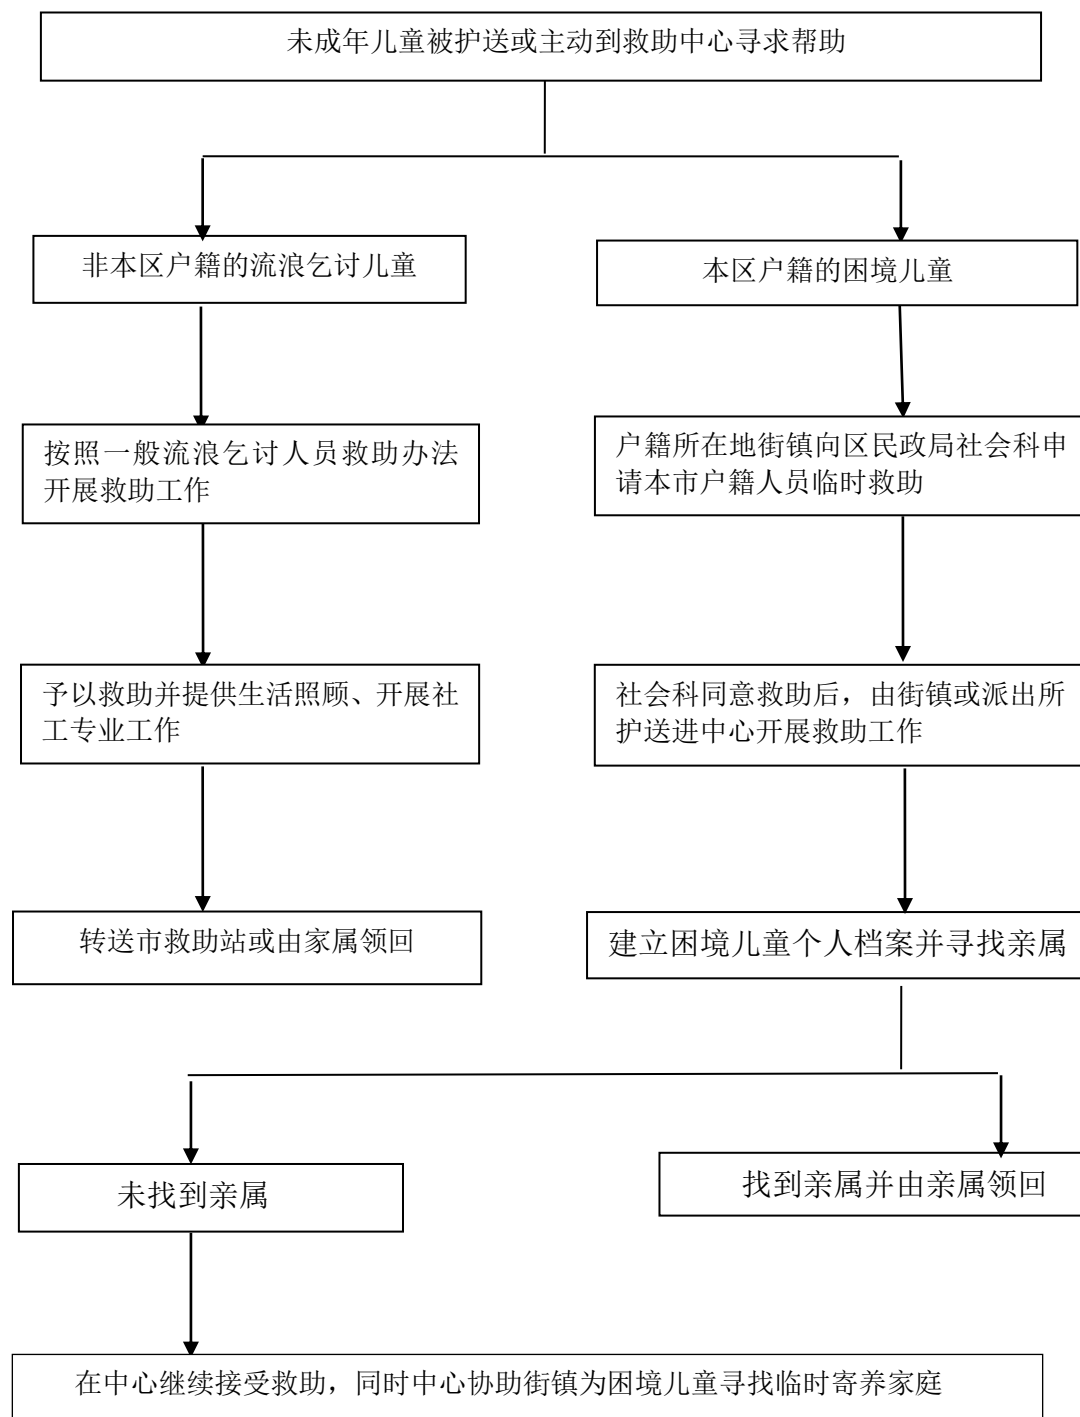 未成年儿童被护送或主动到救助中心寻求帮助
非本区户籍的流浪乞讨儿童
本区户籍的困境儿童
按照一般流浪乞讨人员救助办法
开展救助工作
户籍所在地街镇向区民政局社会科申
请本市户籍人员临时救助
予以救助并提供生活照顾、开展社
工专业工作
社会科同意救助后，由街镇或派出所
护送进中心开展救助工作
转送市救助站或由家属领回
建立困境儿童个人档案并寻找亲属
未找到亲属
找到亲属并由亲属领回
在中心继续接受救助，同时中心协助街镇为困境儿童寻找临时寄养家庭